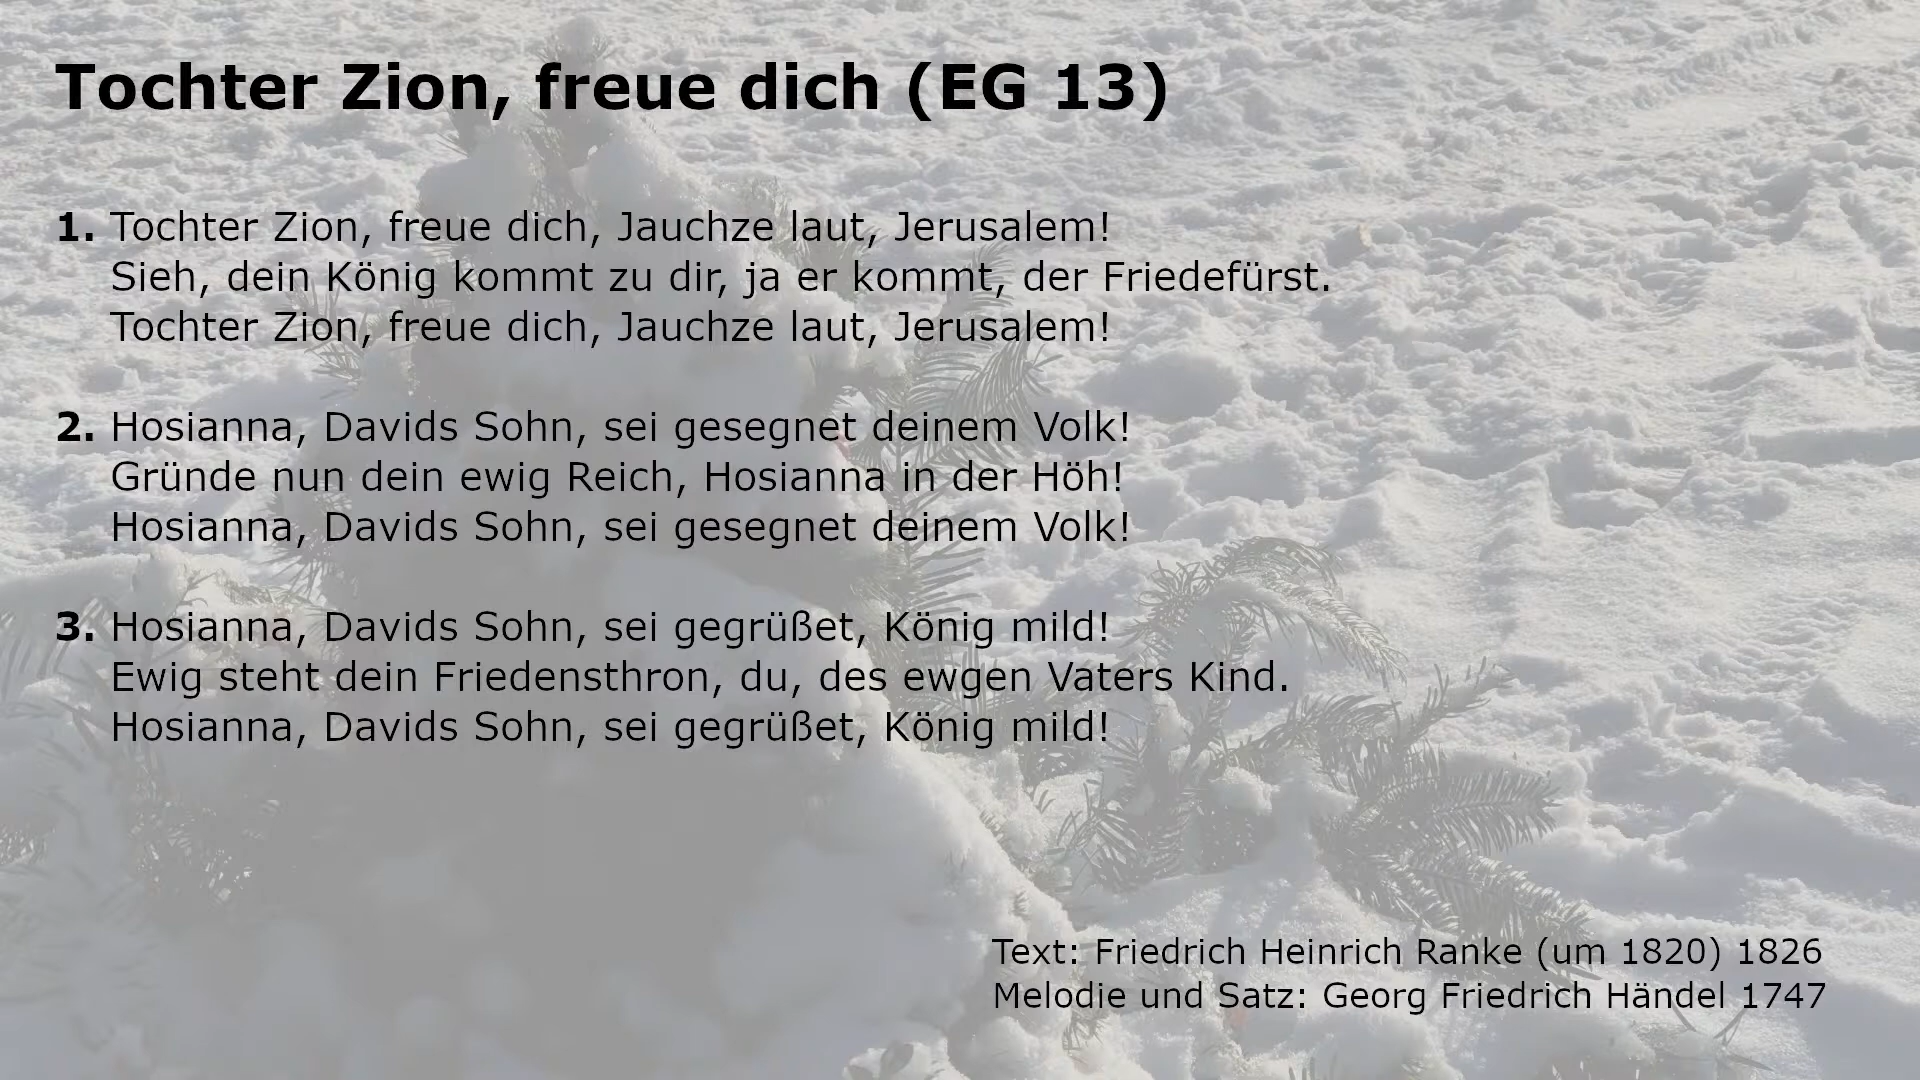 Tochter Zion, freue dich (EG 13)
1. Tochter Zion, freue dich, Jauchze laut, Jerusalem!
Sieh, dein König kommt zu dir, ja er kommt, der Friedefürst.
Tochter Zion, freue dich, Jauchze laut, Jerusalem!
2. Hosianna, Davids Sohn, sei gesegnet deinem Volk!
Gründe nun dein ewig Reich, Hosianna in der Höh!
Hosianna, Davids Sohn, sei gesegnet deinem Volk!
3. Hosianna, Davids Sohn, sei gegrüßet, König mild!
Ewig steht dein Friedensthron, du, des ewgen Vaters Kind.
Hosianna, Davids Sohn, sei gegrüßet, König mild!
Text: Friedrich Heinrich Ranke (um 1820) 1826
Melodie und Satz: Georg Friedrich Händel 1747